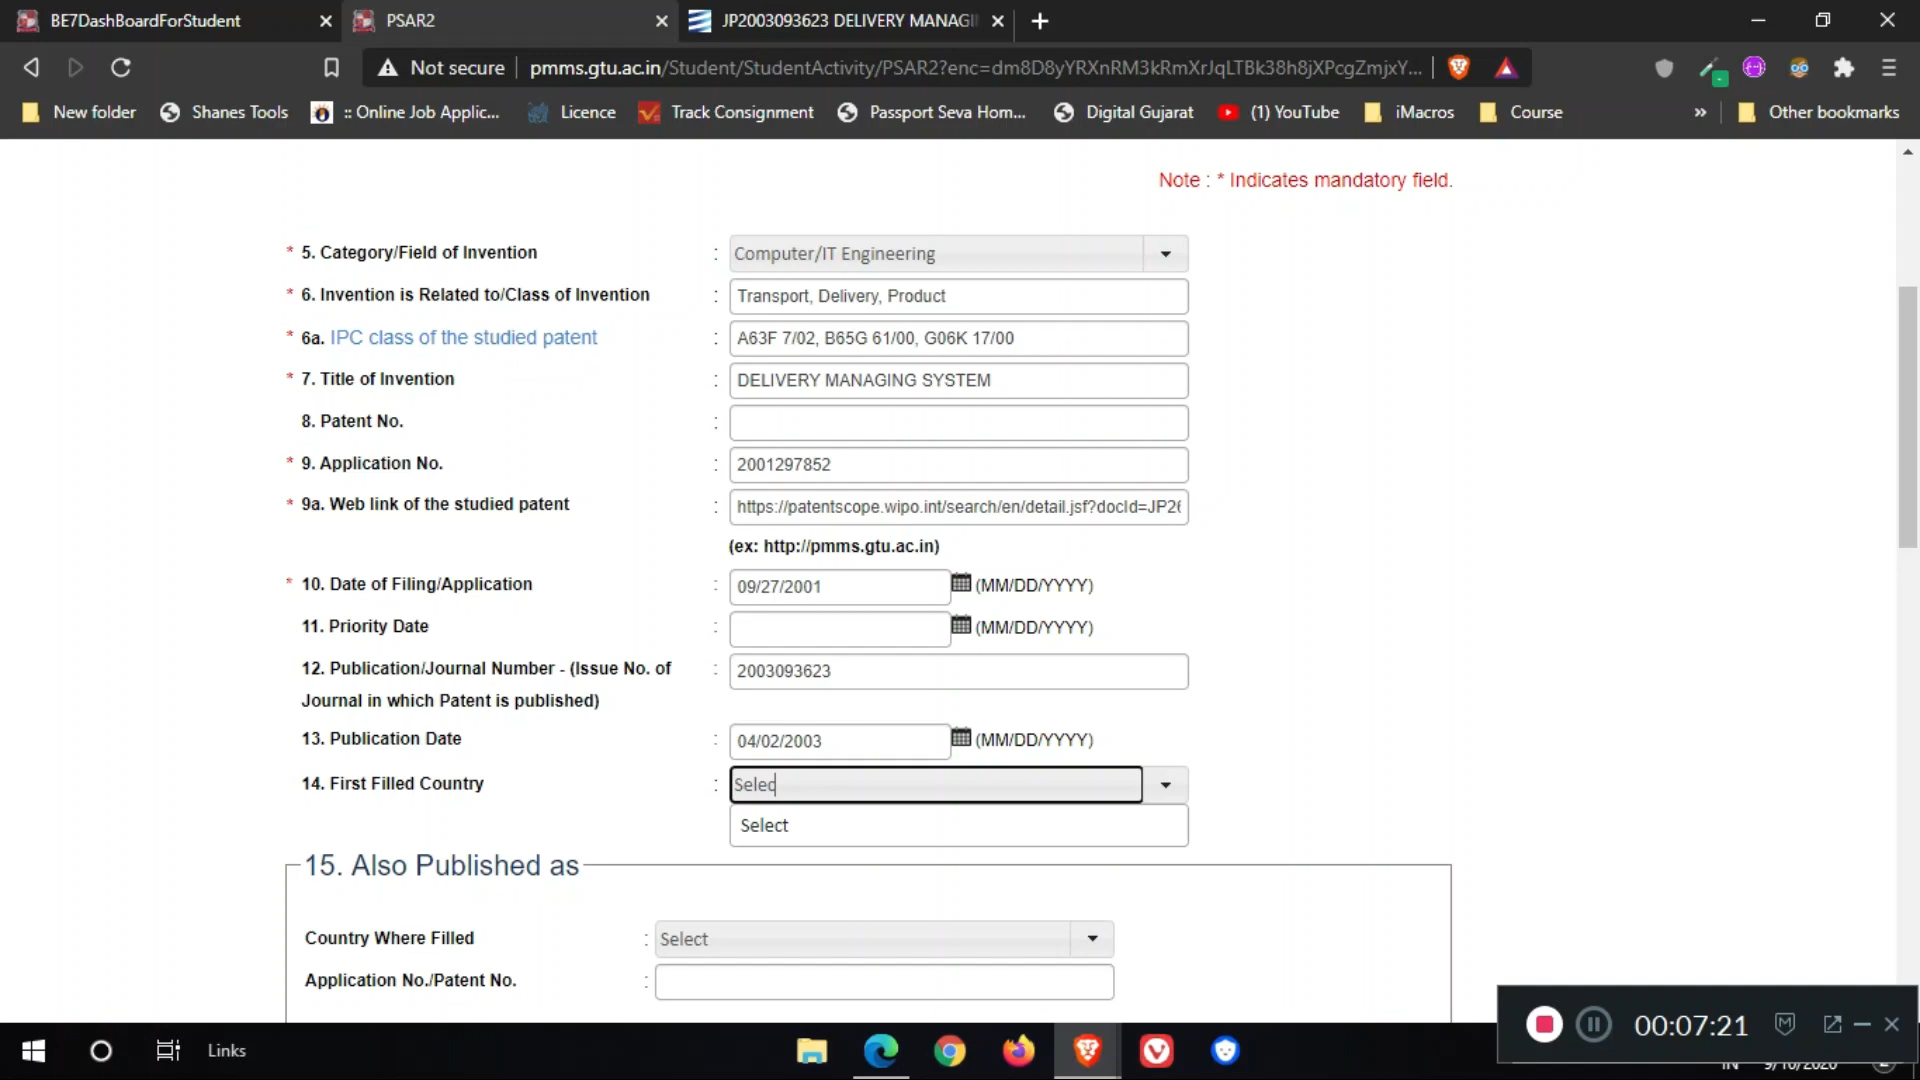 BE7DashBoardForStudent
PSAR2
JP2003093623 DELIVERY MANAGI
Not secure
pmms.gtu.ac.in/Student/StudentActivity/PSAR2?enc=dm8D8yYRXnRM3kRmXrJqLTBk38h8jXPcgZmjxY...
New folder
Shanes Tools
:: Online Job Applic...
Licence
Track Consignment
Passport Seva Hom...
Digital Gujarat
(1) YouTube
iMacros
Course
»
Other bookmarks
Note : * Indicates mandatory field.
* 5. Category/Field of Invention : Computer/IT Engineering
* 6. Invention is Related to/Class of Invention : Transport, Delivery, Product
* 6a. IPC class of the studied patent : A63F 7/02, B65G 61/00, G06K 17/00
* 7. Title of Invention : DELIVERY MANAGING SYSTEM
8. Patent No. :
* 9. Application No. : 2001297852
* 9a. Web link of the studied patent : https://patentscope.wipo.int/search/en/detail.jsf?docId=JP2
(ex: http://pmms.gtu.ac.in)
* 10. Date of Filing/Application : 09/27/2001 (MM/DD/YYYY)
11. Priority Date : (MM/DD/YYYY)
12. Publication/Journal Number - (Issue No. of : 2003093623
Journal in which Patent is published)
13. Publication Date : 04/02/2003 (MM/DD/YYYY)
14. First Filled Country : Selec
Select
15. Also Published as
Country Where Filled : Select
Application No./Patent No. :
00:07:21
Links